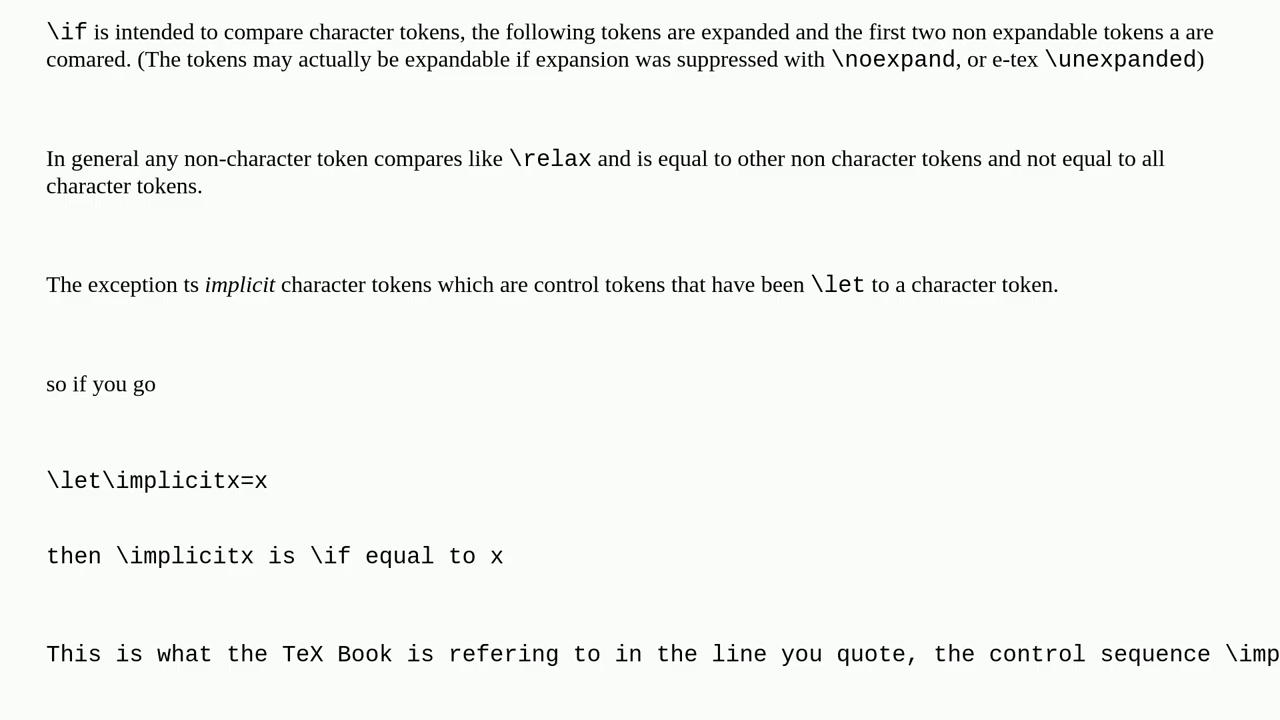 \if is intended to compare character tokens, the following tokens are expanded and the first two non expandable tokens a are
comared. (The tokens may actually be expandable if expansion was suppressed with \noexpand, or e-tex \unexpanded)
In general any non-character token compares like \relax and is equal to other non character tokens and not equal to all
character tokens.
The exception ts implicit character tokens which are control tokens that have been \let to a character token.
so if you go
\let\implicitx=x
then \implicitx is \if equal to x
This is what the TeX Book is refering to in the line you quote, the control sequence \imp